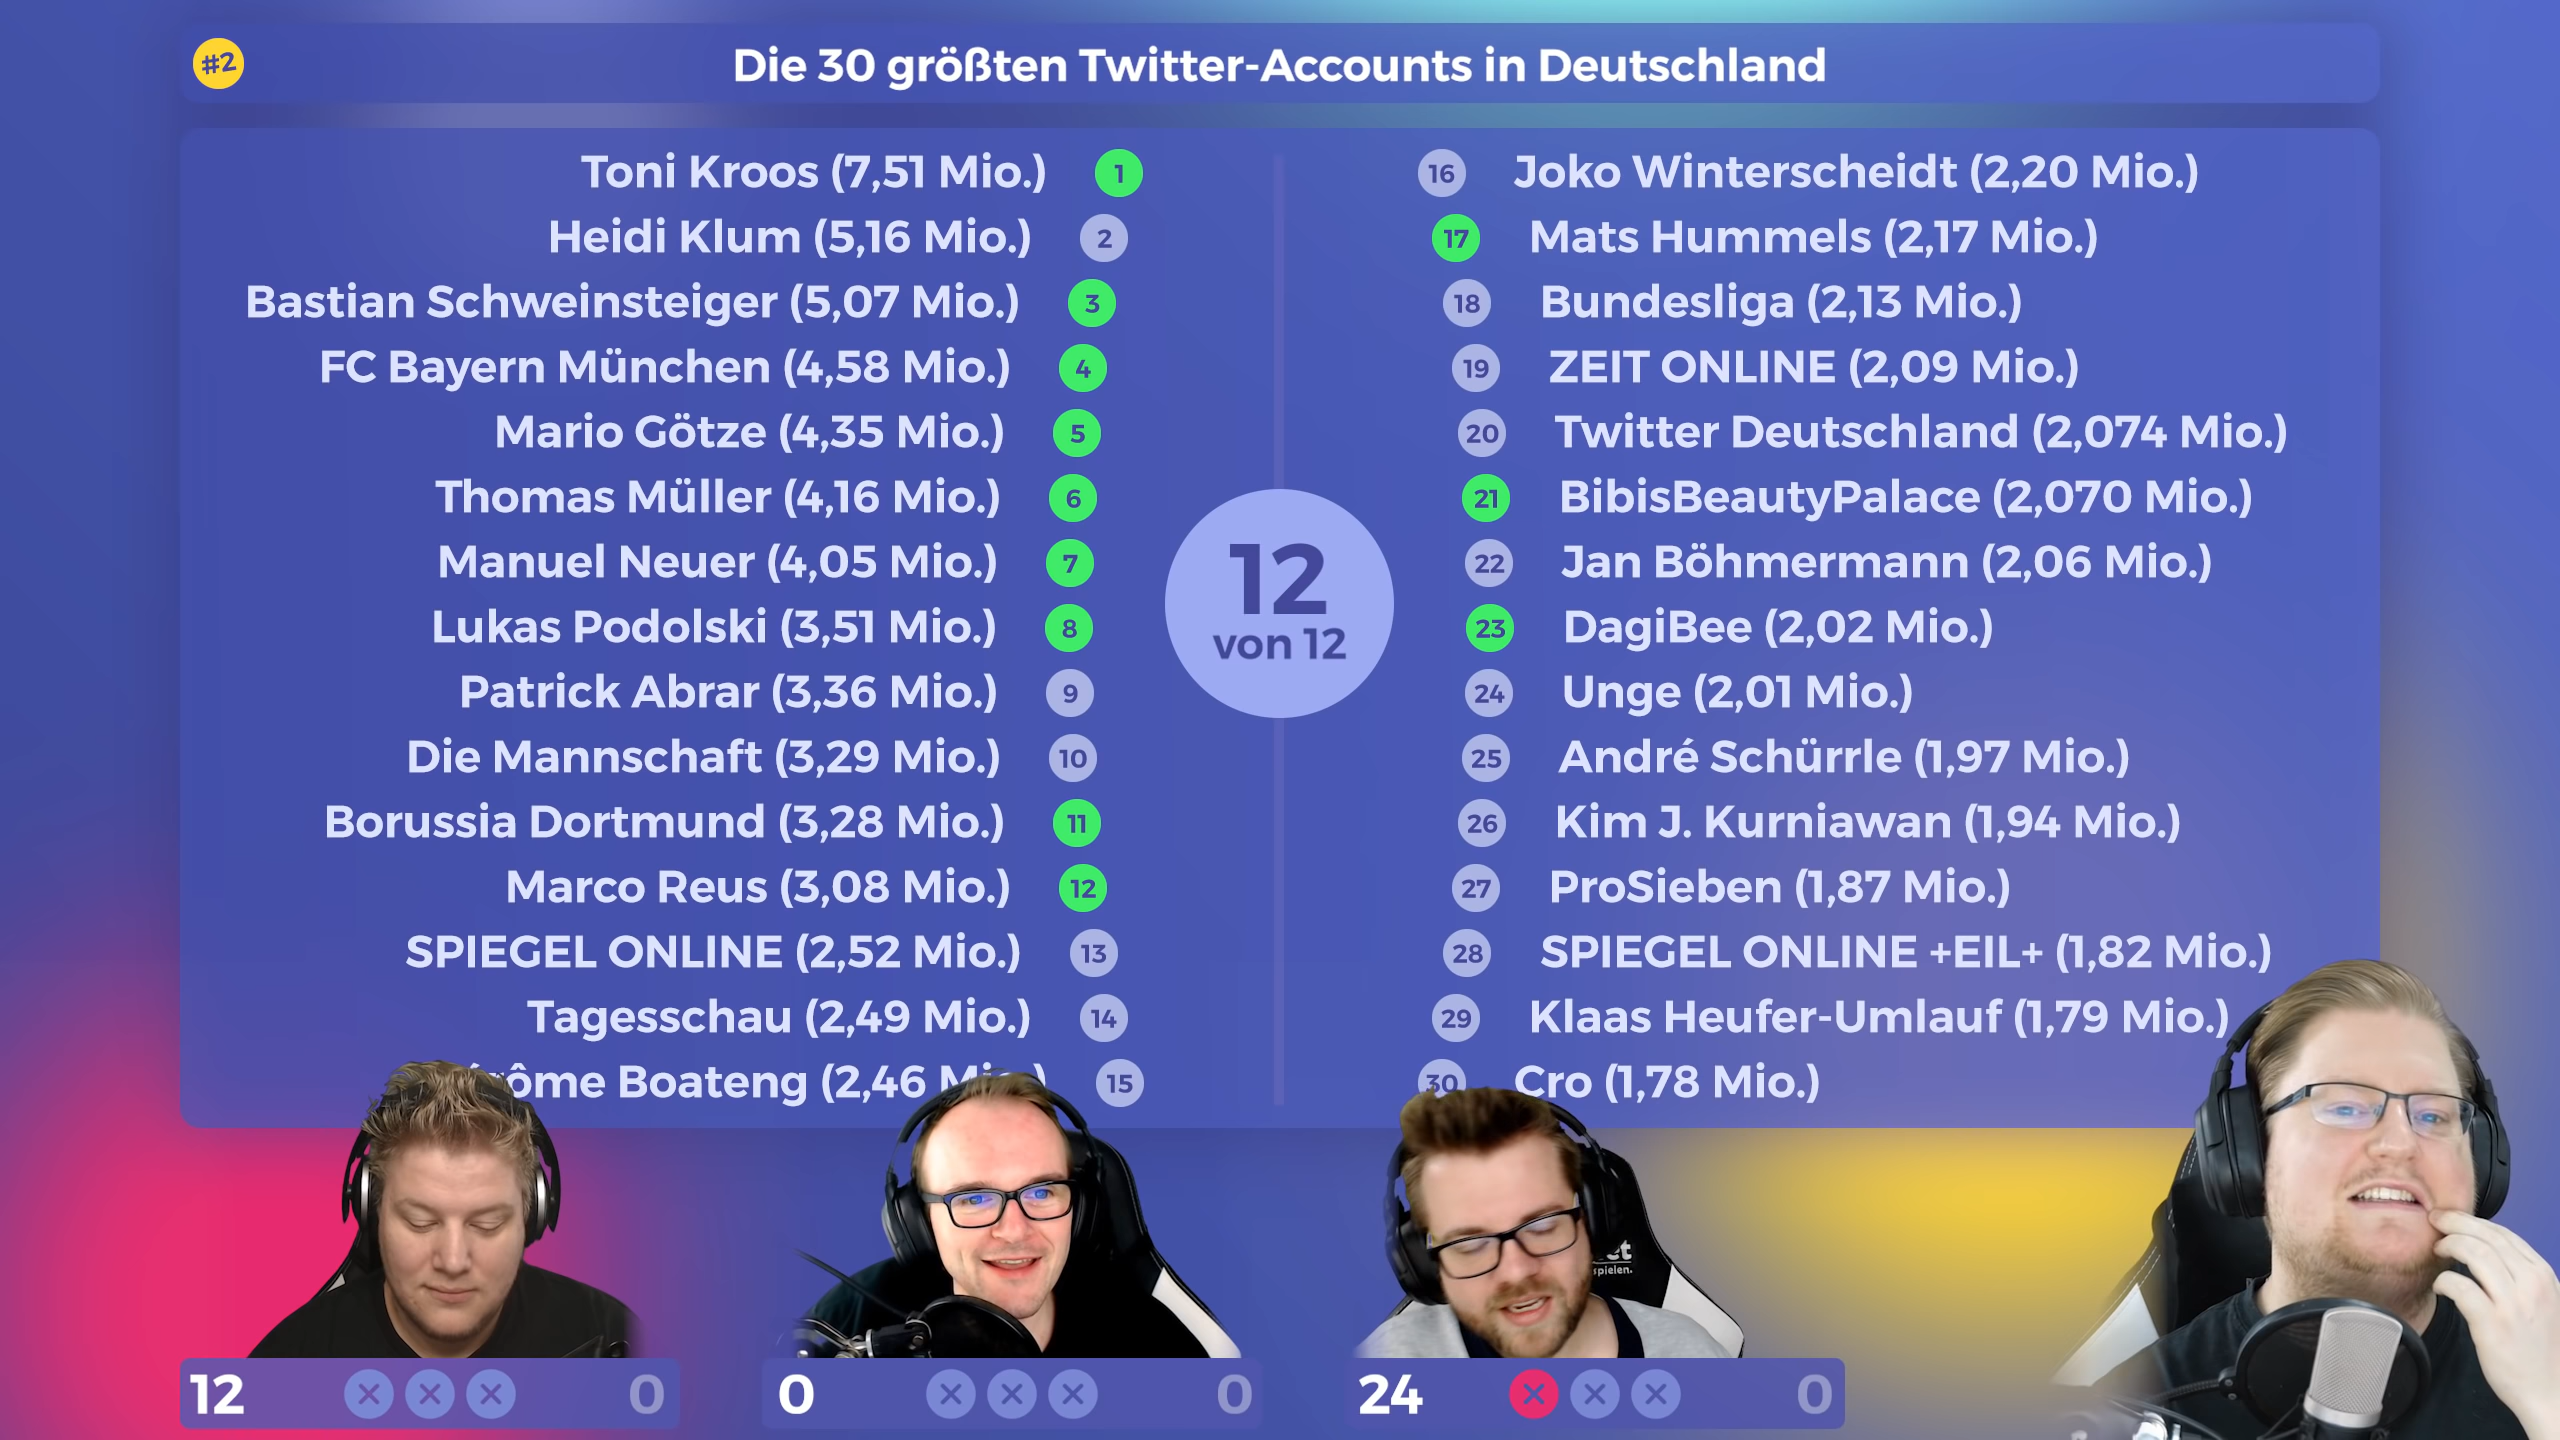 #2
Die 30 größten Twitter-Accounts in Deutschland
Toni Kroos (7,51 Mio.) 1
Heidi Klum (5,16 Mio.) 2
Bastian Schweinsteiger (5,07 Mio.) 3
FC Bayern München (4,58 Mio.) 4
Mario Götze (4,35 Mio.) 5
Thomas Müller (4,16 Mio.) 6
Manuel Neuer (4,05 Mio.) 7
Lukas Podolski (3,51 Mio.) 8
Patrick Abrar (3,36 Mio.) 9
Die Mannschaft (3,29 Mio.) 10
Borussia Dortmund (3,28 Mio.) 11
Marco Reus (3,08 Mio.) 12
SPIEGEL ONLINE (2,52 Mio.) 13
Tagesschau (2,49 Mio.) 14
Boateng (2,46 15
12
von 12
16 Joko Winterscheidt (2,20 Mio.)
17 Mats Hummels (2,17 Mio.)
18 Bundesliga (2,13 Mio.)
19 ZEIT ONLINE (2,09 Mio.)
20 Twitter Deutschland (2,074 Mio.)
21 BibisBeautyPalace (2,070 Mio.)
22 Jan Böhmermann (2,06 Mio.)
23 DagiBee (2,02 Mio.)
24 Unge (2,01 Mio.)
25 André Schürrle (1,97 Mio.)
26 Kim J. Kurniawan (1,94 Mio.)
27 ProSieben (1,87 Mio.)
28 SPIEGEL ONLINE +EIL+ (1,82 Mio.)
29 Klaas Heufer-Umlauf (1,79 Mio.)
30 Cro (1,78 Mio.)
spielen.
12 0
0 0
24 0